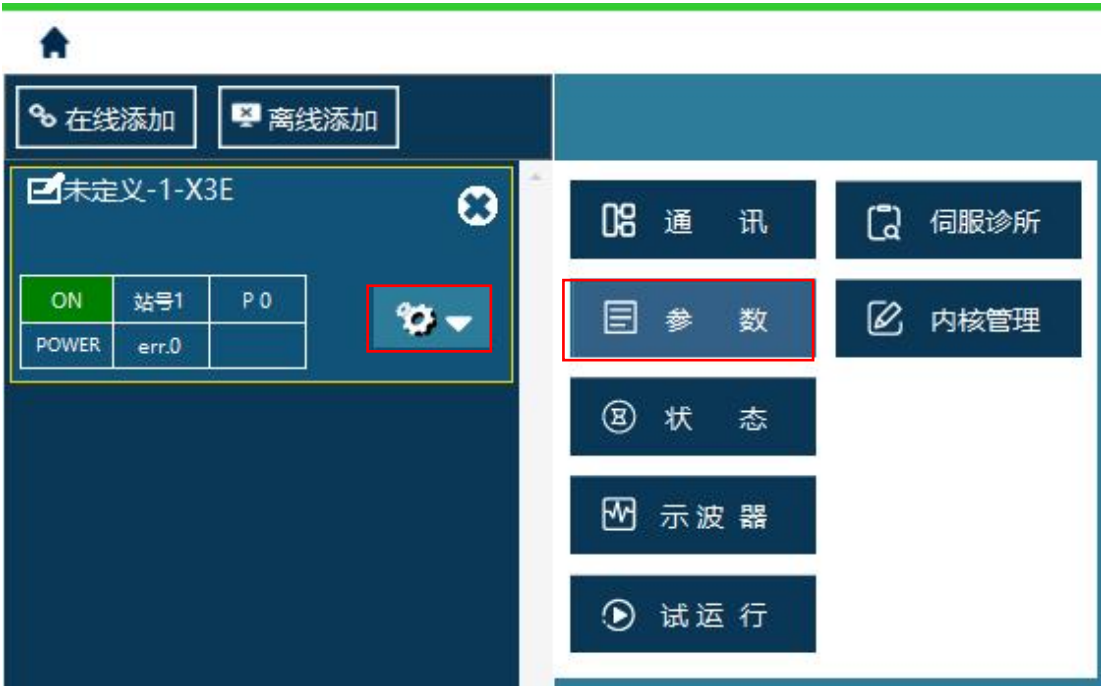 在线添加 离线添加
未定义-1-X3E
ON 站号1 P 0
POWER err.0
通 讯 伺服诊所
参 数 内核管理
状 态
示 波 器
试 运 行